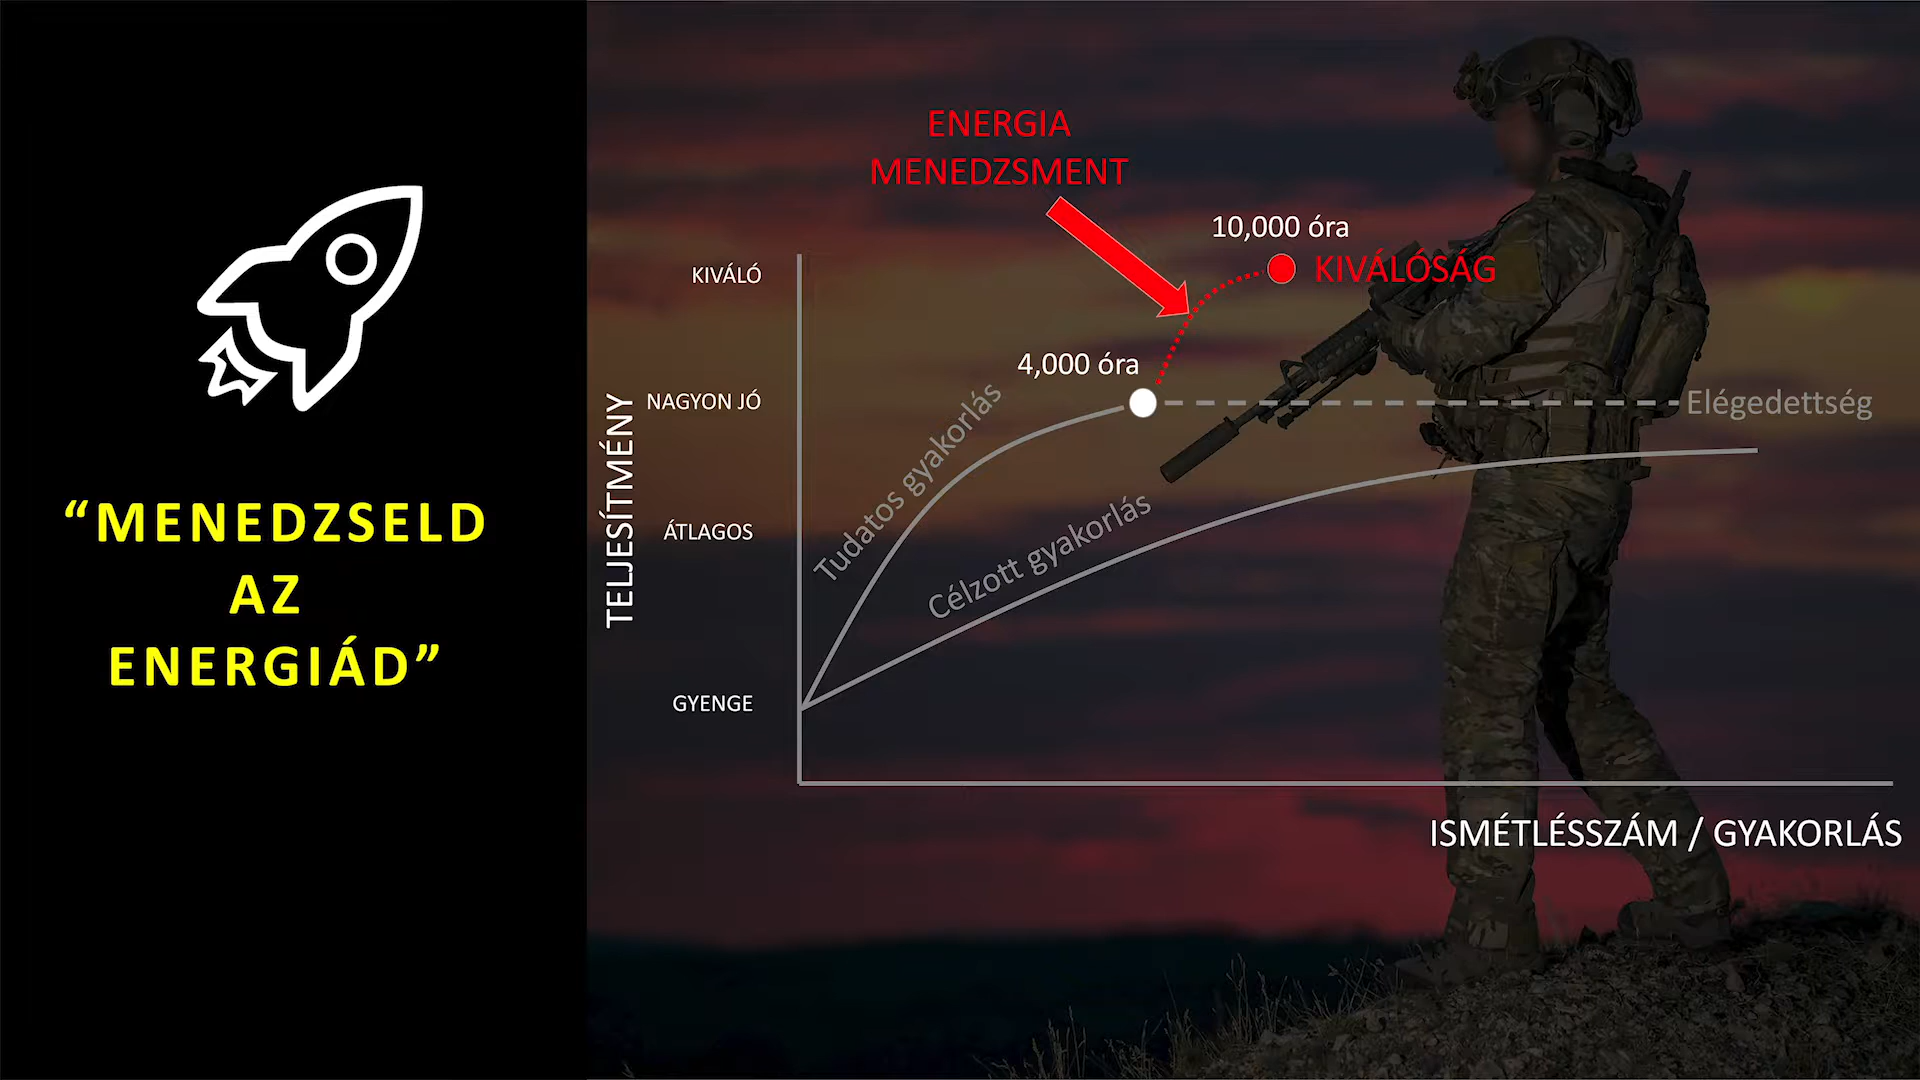 “MENEDZSELD
AZ
ENERGIÁD”
ENERGIA
MENEDZSMENT
10,000 óra
KIVÁLÓSÁG
KIVÁLÓ
4,000 óra
NAGYON JÓ
Elégedettség
TELJESÍTMÉNY
Tudatos gyakorlás
ÁTLAGOS
Célzott gyakorlás
GYENGE
ISMÉTLÉSSZÁM / GYAKORLÁS